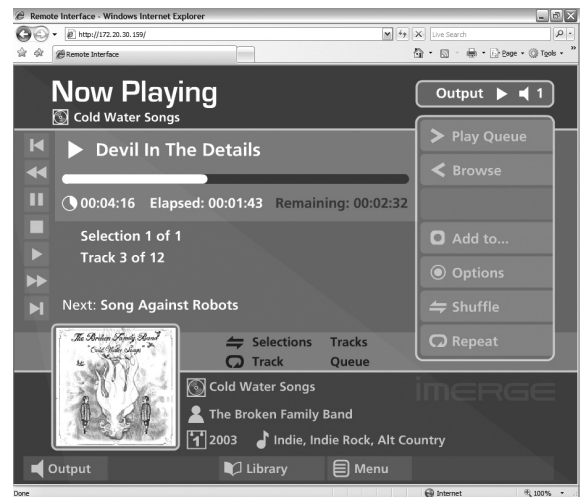 Remote Interface - Windows Internet Explorer
http://172.20.30.159/
Live Search
Remote Interface
Page
Tools
Now Playing
Cold Water Songs
Output 1
Devil In The Details
00:04:16 Elapsed: 00:01:43 Remaining: 00:02:32
Selection 1 of 1
Track 3 of 12
Next: Song Against Robots
Play Queue
Browse
Add to...
Options
Shuffle
Repeat
The Broken Family Band
"Cold Water Songs"
Selections Tracks
Track Queue
Cold Water Songs
The Broken Family Band
2003 Indie, Indie Rock, Alt Country
imerge
Output
Library
Menu
Done
Internet
100%